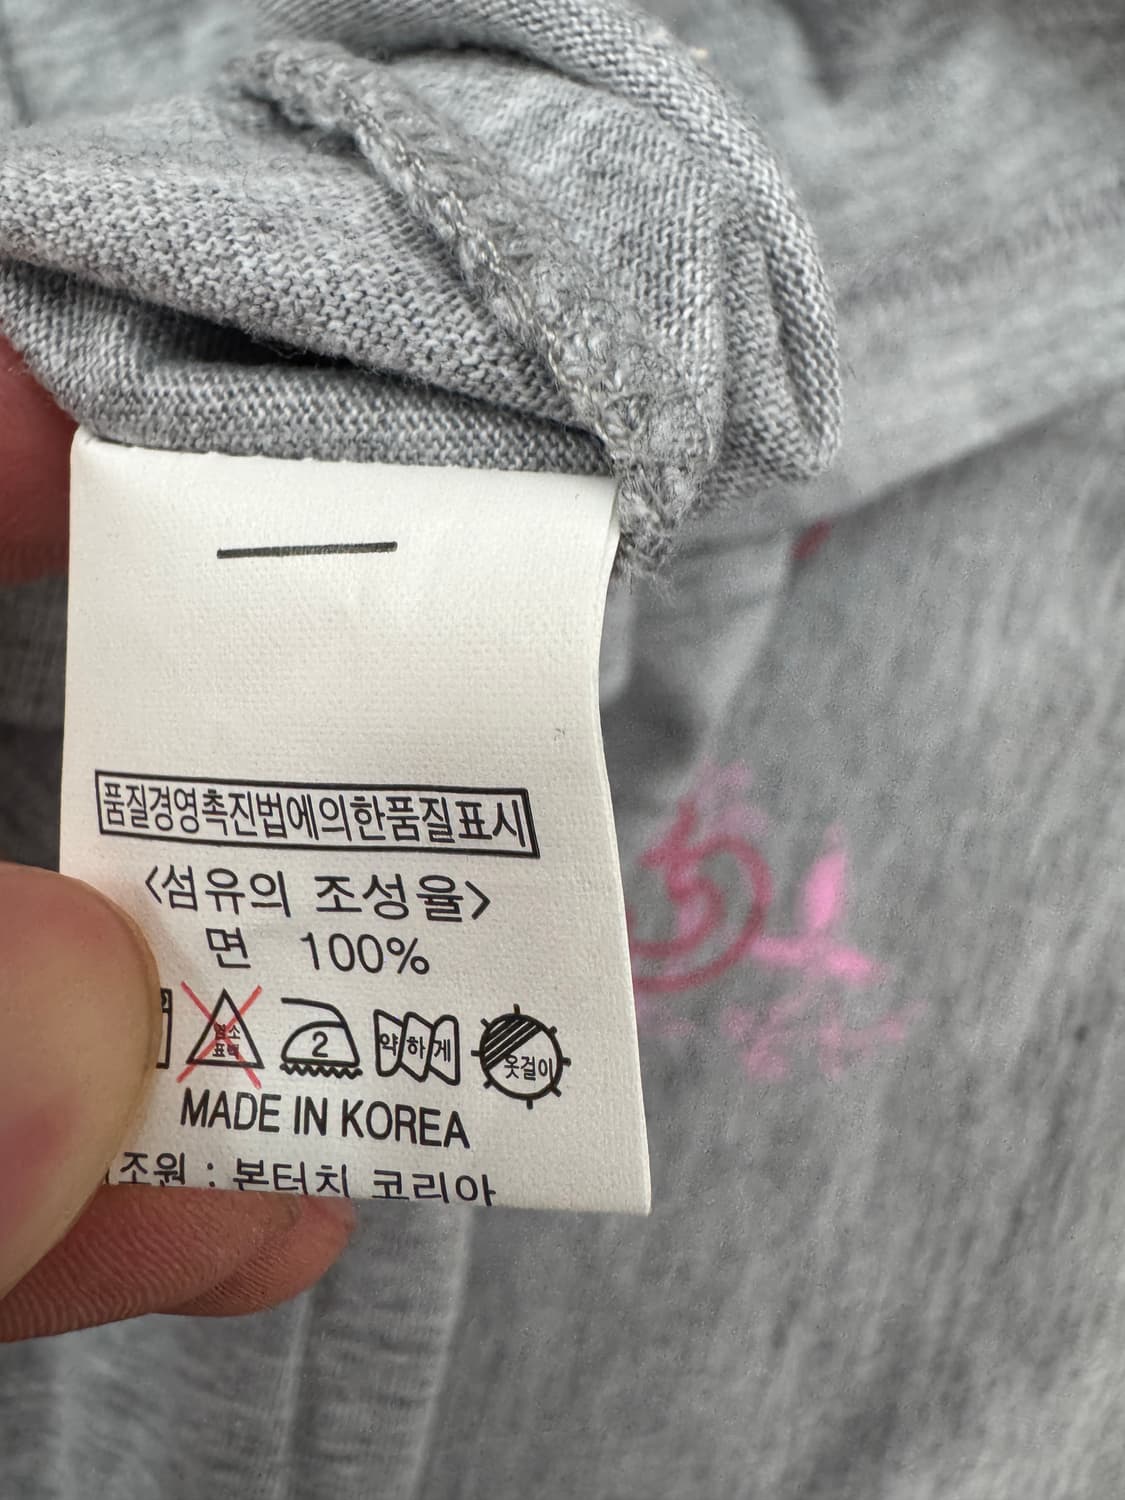 품질경영촉진법에의한품질표시
<섬유의 조성율>
면 100%
염소 표백 2 약하게 옷걸이
MADE IN KOREA
조원 : 본터치 코리아